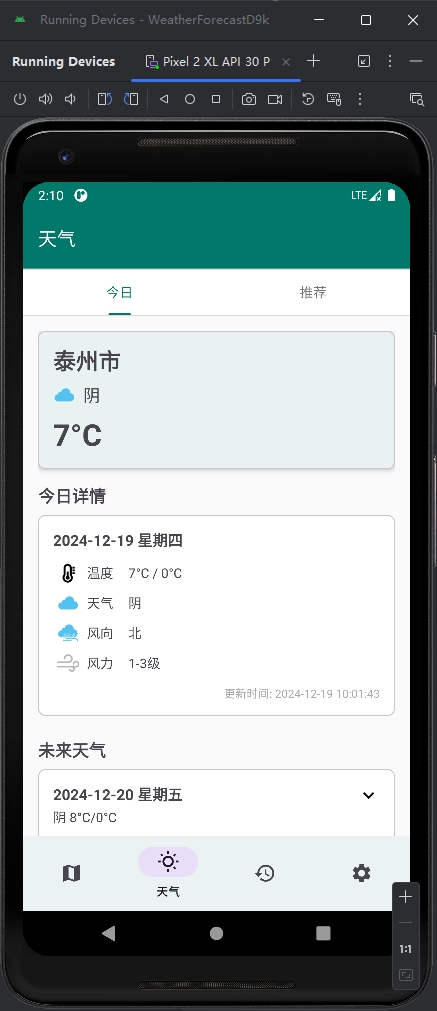 Running Devices - WeatherForecastD9k
Running Devices
Pixel 2 XL API 30 P
2:10
LTE
天气
今日
推荐
泰州市
阴
7°C
今日详情
2024-12-19 星期四
温度 7°C / 0°C
天气 阴
风向 北
风力 1-3级
更新时间: 2024-12-19 10:01:43
未来天气
2024-12-20 星期五
阴 8°C/0°C
天气
1:1